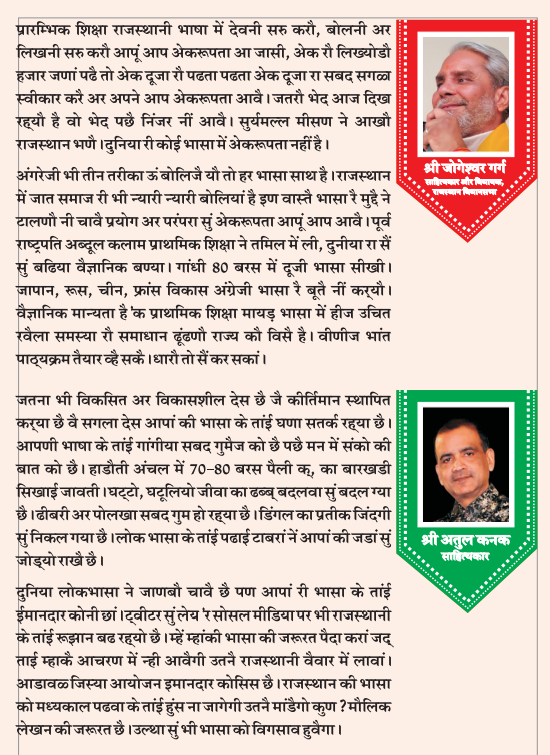 प्रारम्भिक शिक्षा राजस्थानी भाषा में देवनी सरु करौ, बोलनी अर
लिखनी सरु करौ आपूं आप अेकरूपता आ जासी, अेक रौ लिख्योडौ
हजार जणां पढै तो अेक दूजा रौ पढता पढता अेक दूजा रा सबद सगळा
स्वीकार करै अर अपने आप अेकरूपता आवै। जतरौ भेद आज दिख
रह्यौ है वो भेद पछै निंजर नीं आवै। सुर्यमल्ल मीसण ने आखौ
राजस्थान भणै। दुनिया री कोई भासा में अेकरूपता नहीं है।
अंगरेजी भी तीन तरीका ऊं बोलिजै यौ तो हर भासा साथ है। राजस्थान
में जात समाज री भी न्यारी न्यारी बोलियां है इण वास्तै भासा रै मुद्दै ने
टालणौ नी चावै प्रयोग अर परंपरा सुं अेकरूपता आपूं आप आवै। पूर्व
राष्ट्रपति अब्दूल कलाम प्राथमिक शिक्षा ने तमिल में ली, दुनीया रा सैं
सुं बढिया वैज्ञानिक बण्या। गांधी 80 बरस में दूजी भासा सीखी।
जापान, रूस, चीन, फ्रांस विकास अंग्रेजी भासा रै बूतै नीं कर्‌यौ।
वैज्ञानिक मान्यता है'क प्राथमिक शिक्षा मायड़ भासा में हीज उचित
रवैला समस्या रौ समाधान ढूंढणौ राज्य कौ विसै है। वीणीज भांत
पाठ्यक्रम तैयार व्है सकै। धारौ तो सैं कर सकां।
श्री जोगेश्वर गर्ग
साहित्यकार और विधायक,
राजस्थान विधानसभा
जतना भी विकसित अर विकासशील देस छै जै कीर्तिमान स्थापित
कर्‌या छै वै सगला देस आपां की भासा के तांई घणा सतर्क रह्या छै।
आपणी भाषा के तांई गांगीया सबद गुमैज को छै पछै मन में संको की
बात को छै। हाडौती अंचल में 70-80 बरस पैली क, का बारखडी
सिखाई जावती। घट्टो, घटूलियो जीवा का ढब्ब् बदलवा सुं बदल ग्या
छै। ढीबरी अर पोलखा सबद गुम हो रह्या छै। डिंगल का प्रतीक जिंदगी
सुं निकल गया छै। लोक भासा के तांई पढाई टाबरां नें आपां की जडां सुं
जोड्यो राखै छै।
दुनिया लोकभासा ने जाणबौ चावै छै पण आपां री भासा के तांई
ईमानदार कोनी छां। ट्वीटर सुं लेय 'र सोसल मीडिया पर भी राजस्थानी
के तांई रूझान बढ रह्‌यो छै। म्हें म्हांकी भासा की जरूरत पैदा करां जद्
ताई म्हाकै आचरण में न्ही आवैगी उतनै राजस्थानी वैवार में लावां।
आडावळ जिस्या आयोजन इमानदार कोसिस छै। राजस्थान की भासा
को मध्यकाल पढवा के तांई हुंस ना जागेगी उतनै मांडैगो कुण ? मौलिक
लेखन की जरूरत छै। उल्था सुं भी भासा को विगसाव हुवैगा।
श्री अतुल कनक
साहित्यकार